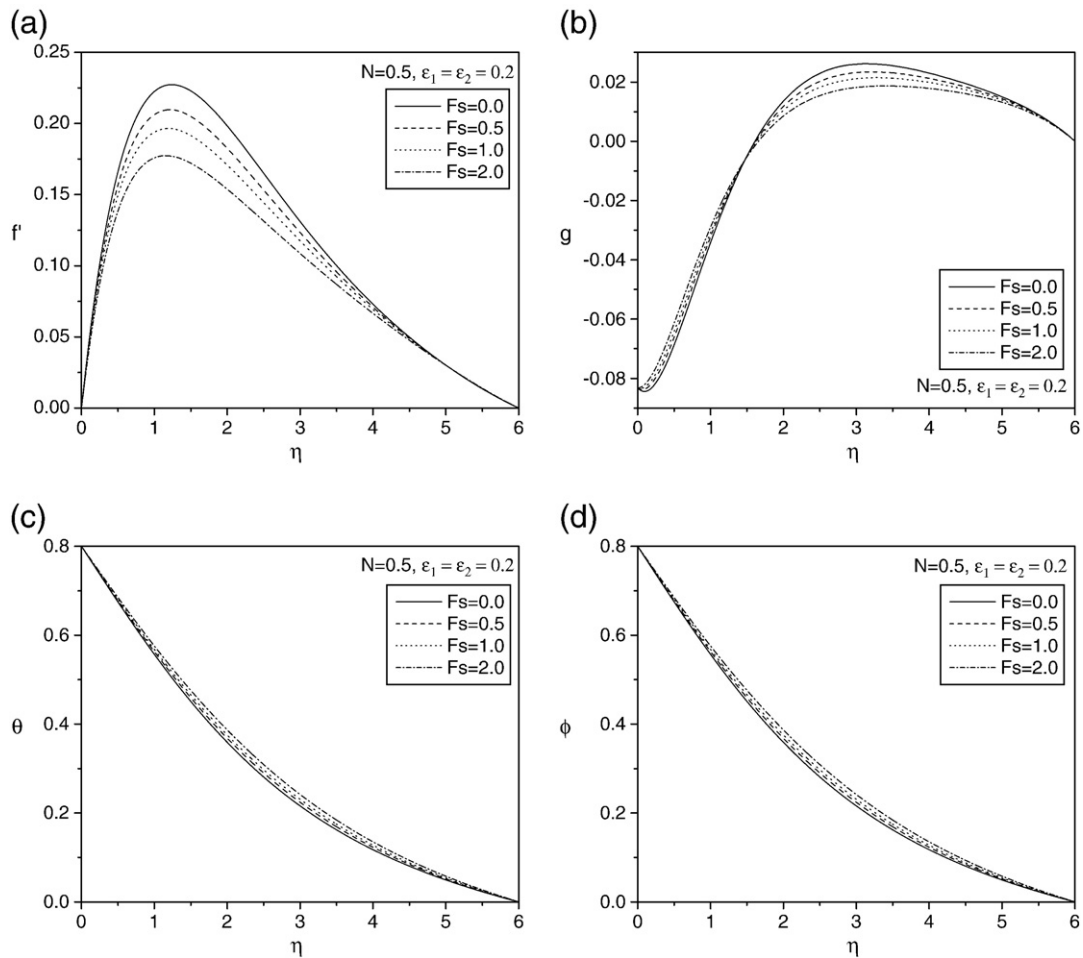 (a)
0.25
0.20
0.15
0.10
0.05
0.00
f'
N=0.5, ε₁ = ε₂ = 0.2
Fs=0.0
Fs=0.5
Fs=1.0
Fs=2.0
0 1 2 3 4 5 6
η
(b)
0.02
0.00
-0.02
-0.04
-0.06
-0.08
g
Fs=0.0
Fs=0.5
Fs=1.0
Fs=2.0
N=0.5, ε₁ = ε₂ = 0.2
0 1 2 3 4 5 6
η
(c)
0.8
0.6
0.4
0.2
0.0
θ
N=0.5, ε₁ = ε₂ = 0.2
Fs=0.0
Fs=0.5
Fs=1.0
Fs=2.0
0 1 2 3 4 5 6
η
(d)
0.8
0.6
0.4
0.2
0.0
ϕ
N=0.5, ε₁ = ε₂ = 0.2
Fs=0.0
Fs=0.5
Fs=1.0
Fs=2.0
0 1 2 3 4 5 6
η